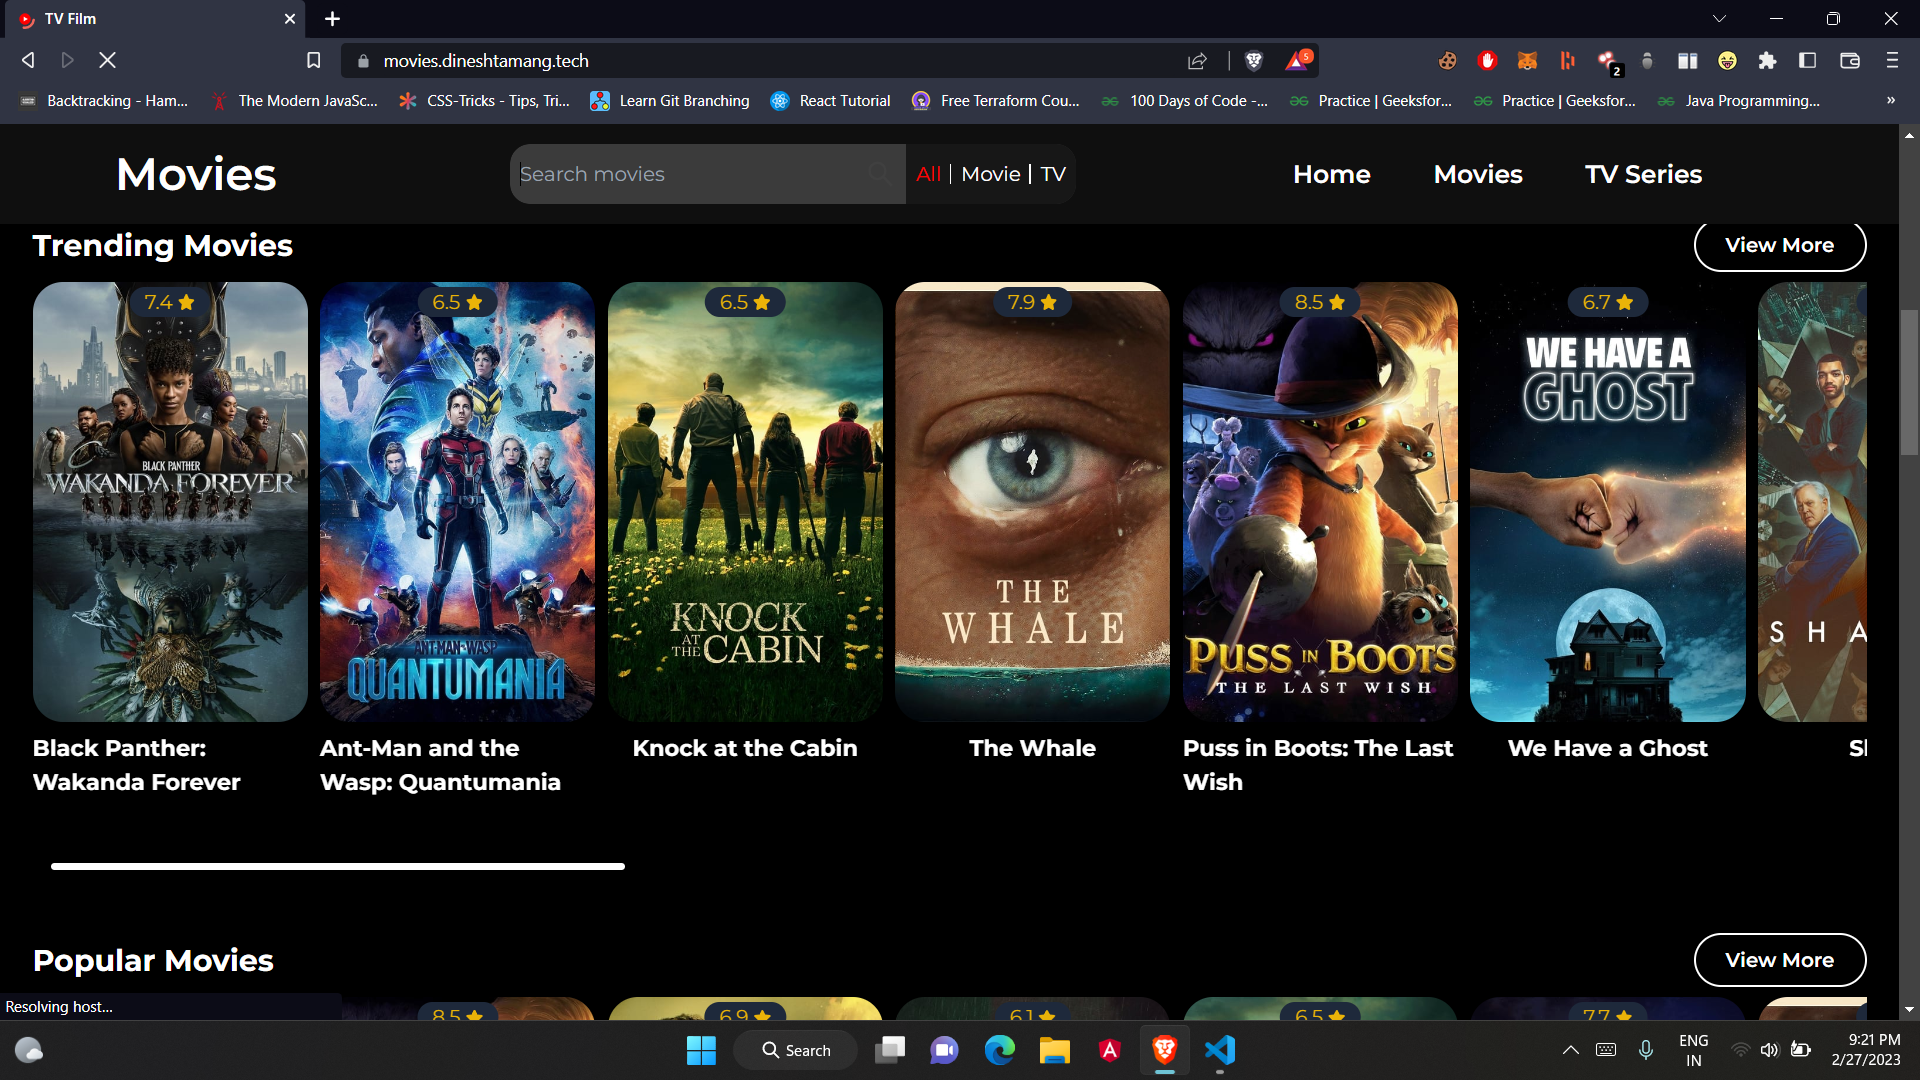 TV Film
movies.dineshtamang.tech
5
2
Backtracking - Ham...
The Modern JavaSc...
CSS-Tricks - Tips, Tri...
Learn Git Branching
React Tutorial
Free Terraform Cou...
100 Days of Code -...
Practice | Geeksfor...
Practice | Geeksfor...
Java Programming...
»
Movies
Search movies
All | Movie | TV
Home
Movies
TV Series
Trending Movies
View More
7.4
6.5
6.5
7.9
8.5
6.7
BLACK PANTHER
WAKANDA FOREVER
ANT-MAN AND THE WASP
QUANTUMANIA
KNOCK
AT THE CABIN
THE
WHALE
PUSS IN BOOTS
THE LAST WISH
WE HAVE A
GHOST
SHA
Black Panther:
Wakanda Forever
Ant-Man and the
Wasp: Quantumania
Knock at the Cabin
The Whale
Puss in Boots: The Last
Wish
We Have a Ghost
Popular Movies
View More
Resolving host...
8.5
6.9
6.1
6.5
7.7
Search
ENG
IN
9:21 PM
2/27/2023